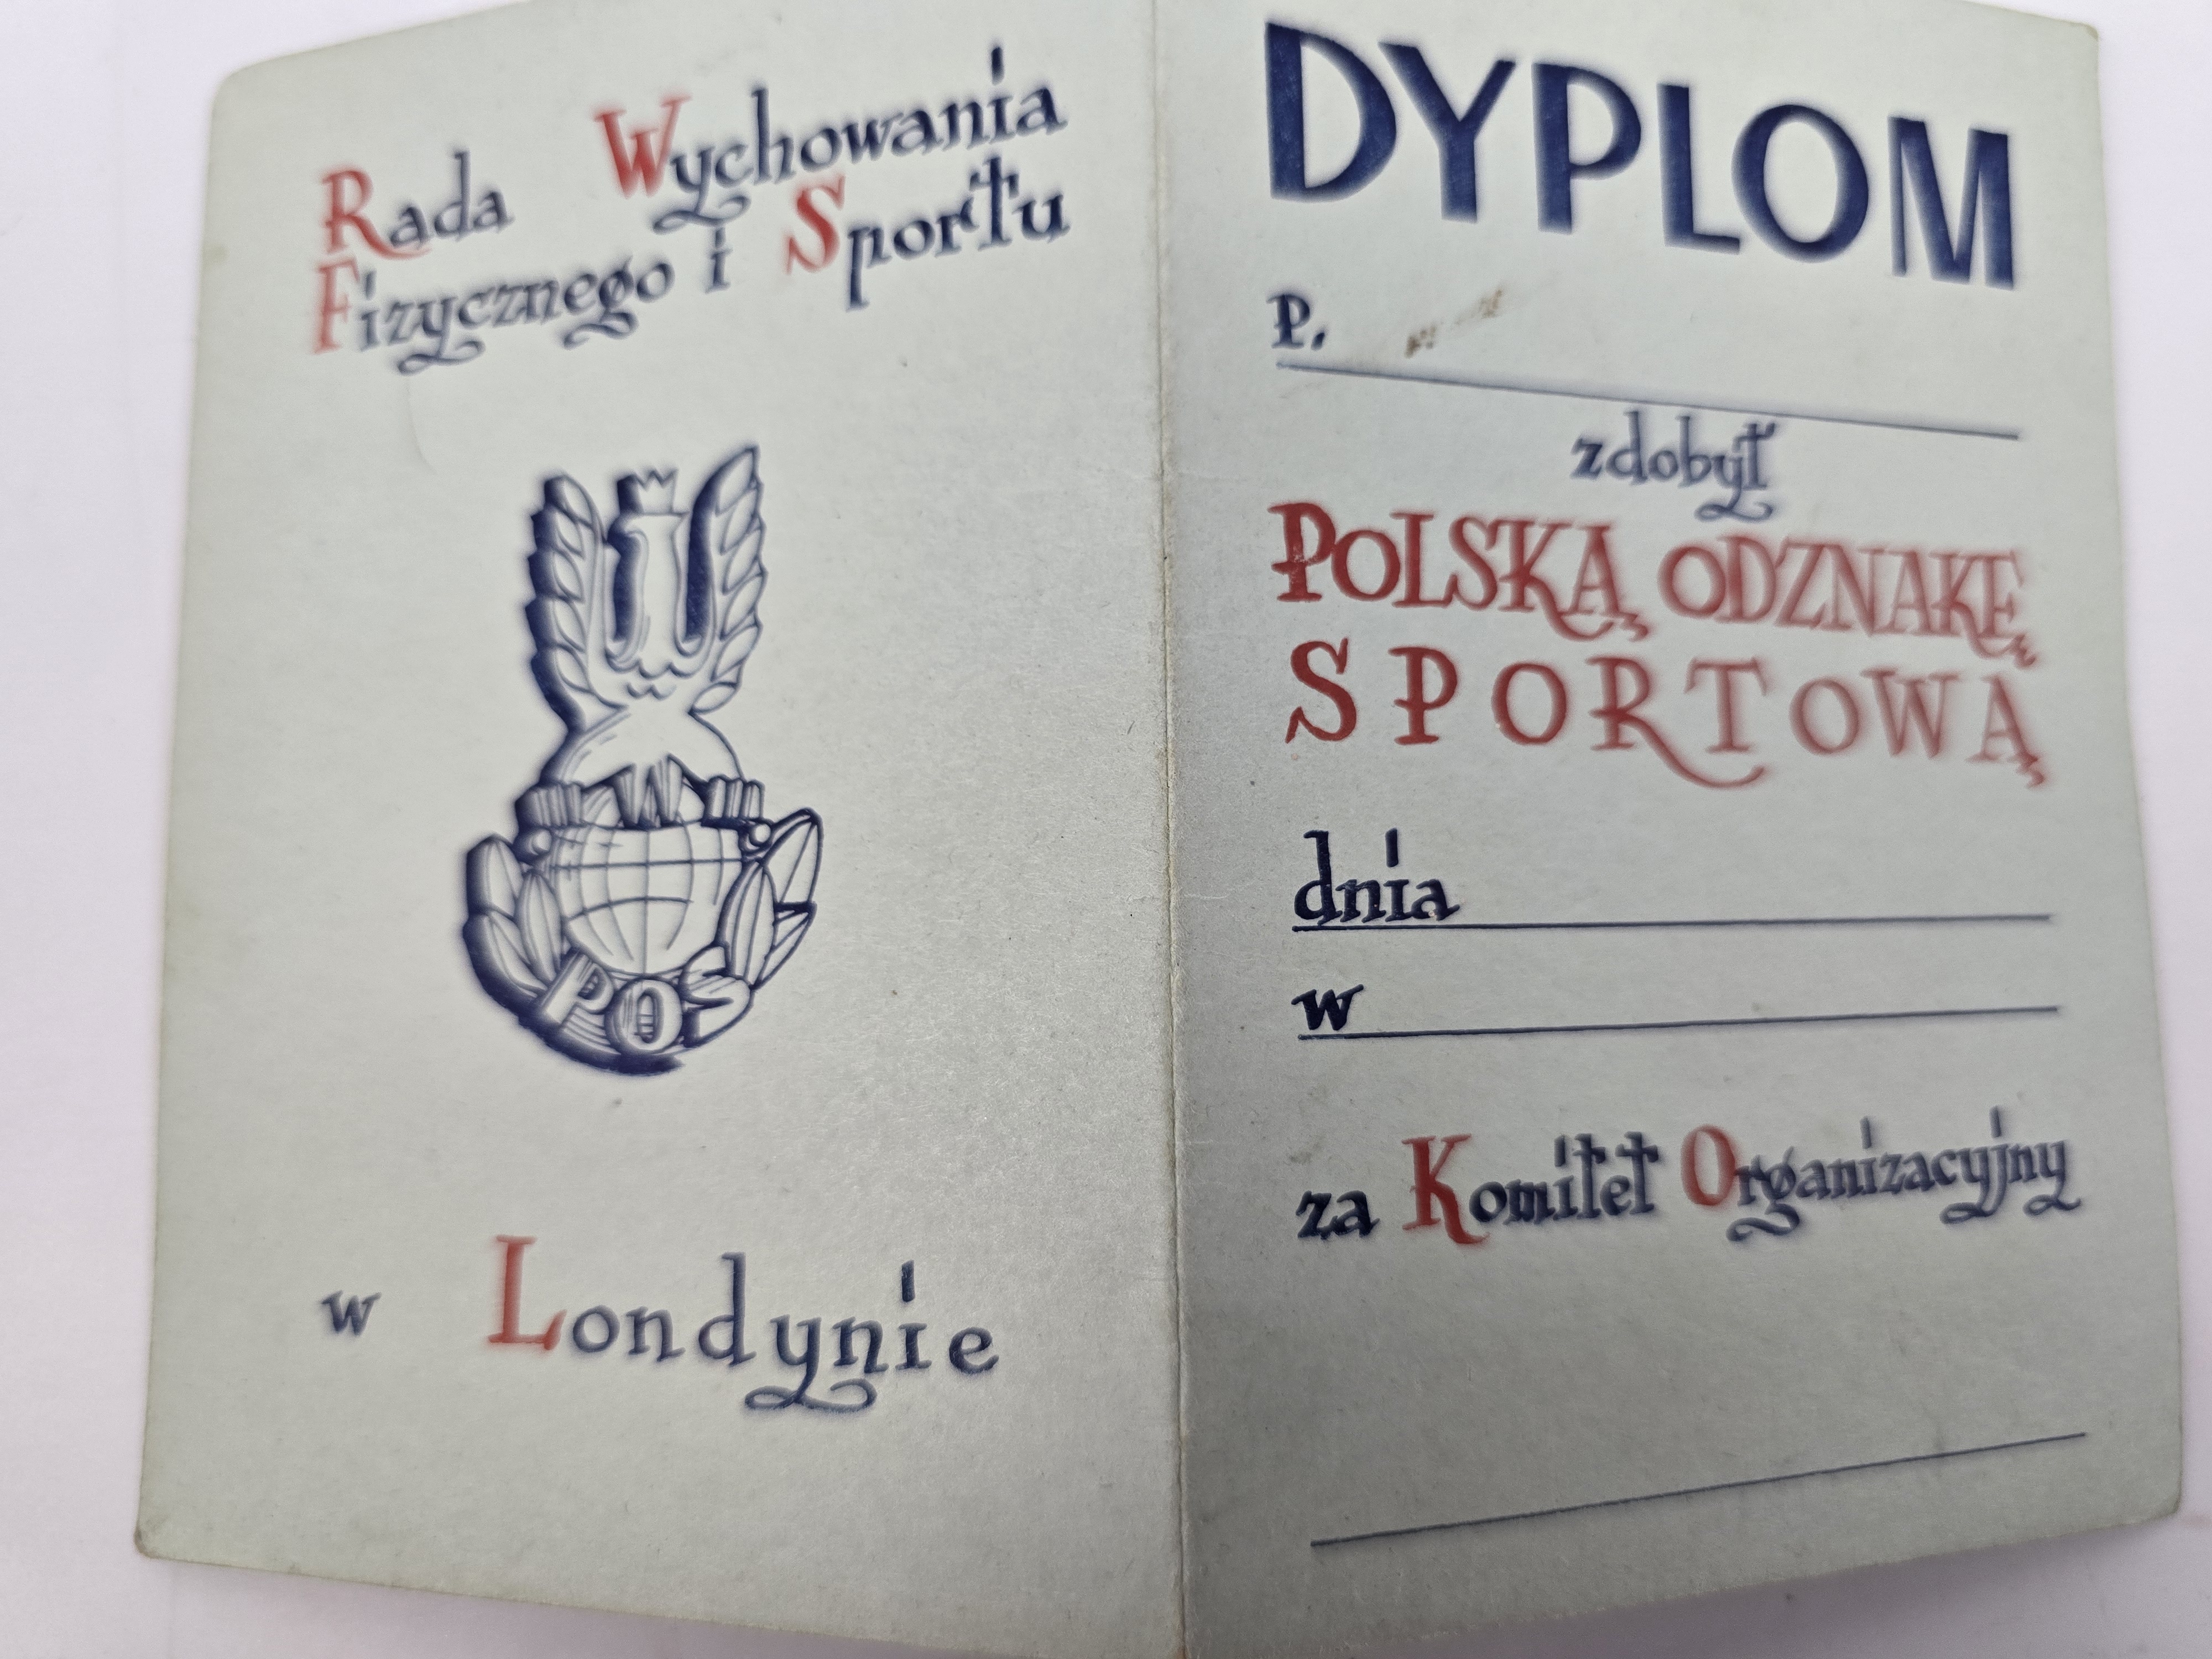 Rada Wychowania
Fizycznego i Sportu
POS
w Londynie
DYPLOM
P.
zdobył
POLSKĄ ODZNAKĘ
SPORTOWĄ
dnia
w
za Komitet Organizacyjny